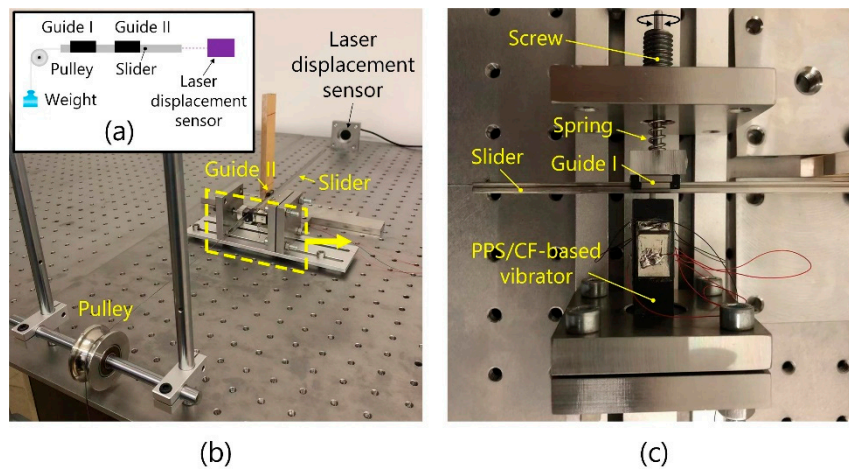 Guide I Guide II
Pulley
Slider
Weight
Laser
displacement
sensor
(a)
Laser
displacement
sensor
Guide II
Slider
Pulley
(b)
Screw
Spring
Slider
Guide I
PPS/CF-based
vibrator
(c)